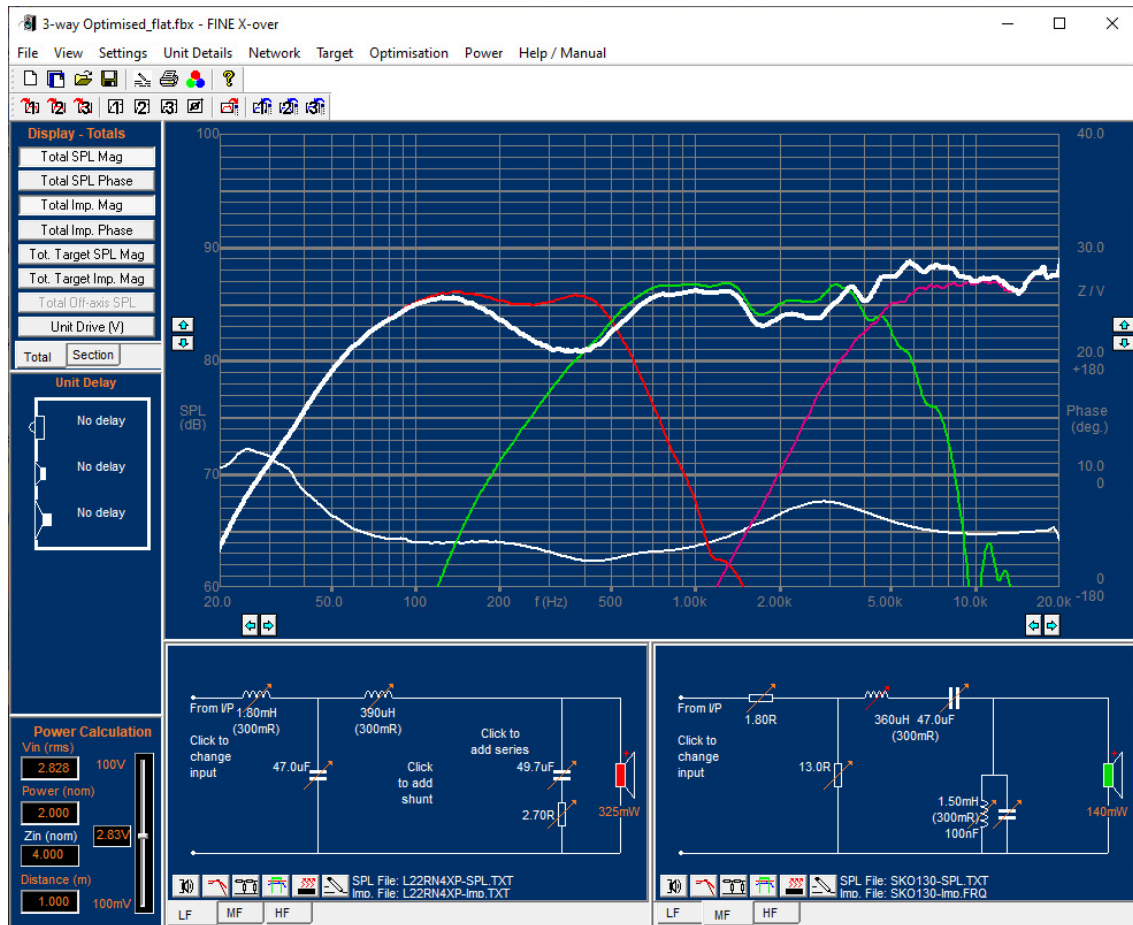 3-way Optimised_flat.fbx - FINE X-over
File View Settings Unit Details Network Target Optimisation Power Help / Manual
Display - Totals
Total SPL Mag
Total SPL Phase
Total Imp. Mag
Total Imp. Phase
Tot. Target SPL Mag
Tot. Target Imp. Mag
Total Off-axis SPL
Unit Drive (V)
Total Section
100
90
80
70
60
SPL
(dB)
40.0
30.0
Z / V
20.0
+180
Phase
(deg.)
10.0
0
0
-180
20.0 50.0 100 200 f (Hz) 500 1.00k 2.00k 5.00k 10.0k 20.0k
Unit Delay
No delay
No delay
No delay
Power Calculation
Vin (rms)
2.828
100V
Power (nom)
2.000
Zin (nom)
2.83V
4.000
Distance (m)
1.000
100mV
From I/P
1.80mH
(300mR)
390uH
(300mR)
Click to
change
input
47.0uF
Click
to add
shunt
Click to
add series
49.7uF
2.70R
325mW
SPL File: L22RN4XP-SPL.TXT
Imp. File: L22RN4XP-Imp.TXT
LF MF HF
From I/P
1.80R
360uH
(300mR)
47.0uF
Click to
change
input
13.0R
1.50mH
(300mR)
100nF
140mW
SPL File: SKO130-SPL.TXT
Imp. File: SKO130-Imp.FRQ
LF MF HF